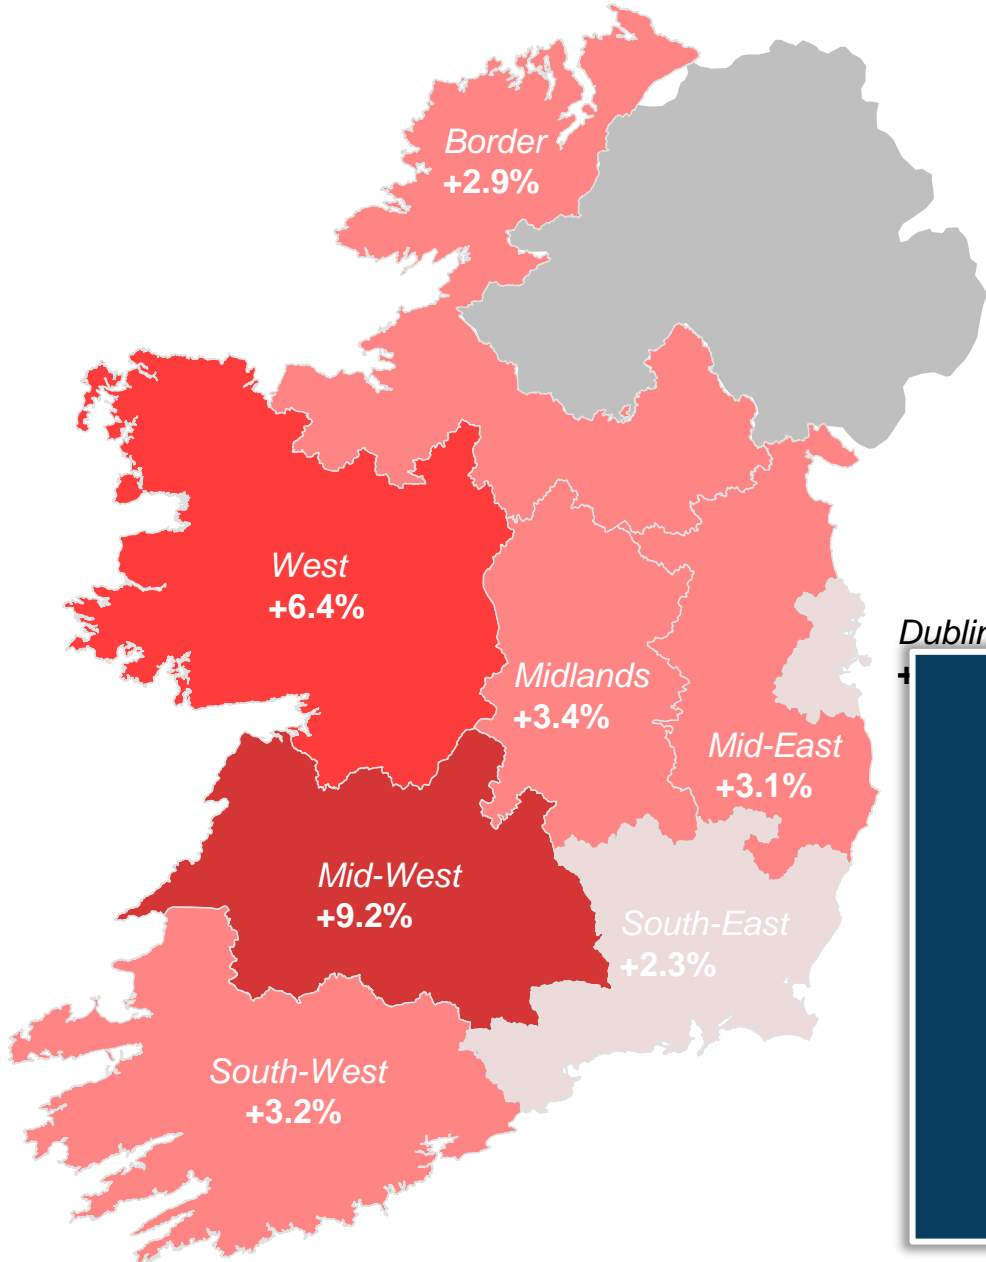 Border
+2.9%
West
+6.4%
Dublin
+
Midlands
+3.4%
Mid-East
+3.1%
Mid-West
+9.2%
South-East
+2.3%
South-West
+3.2%